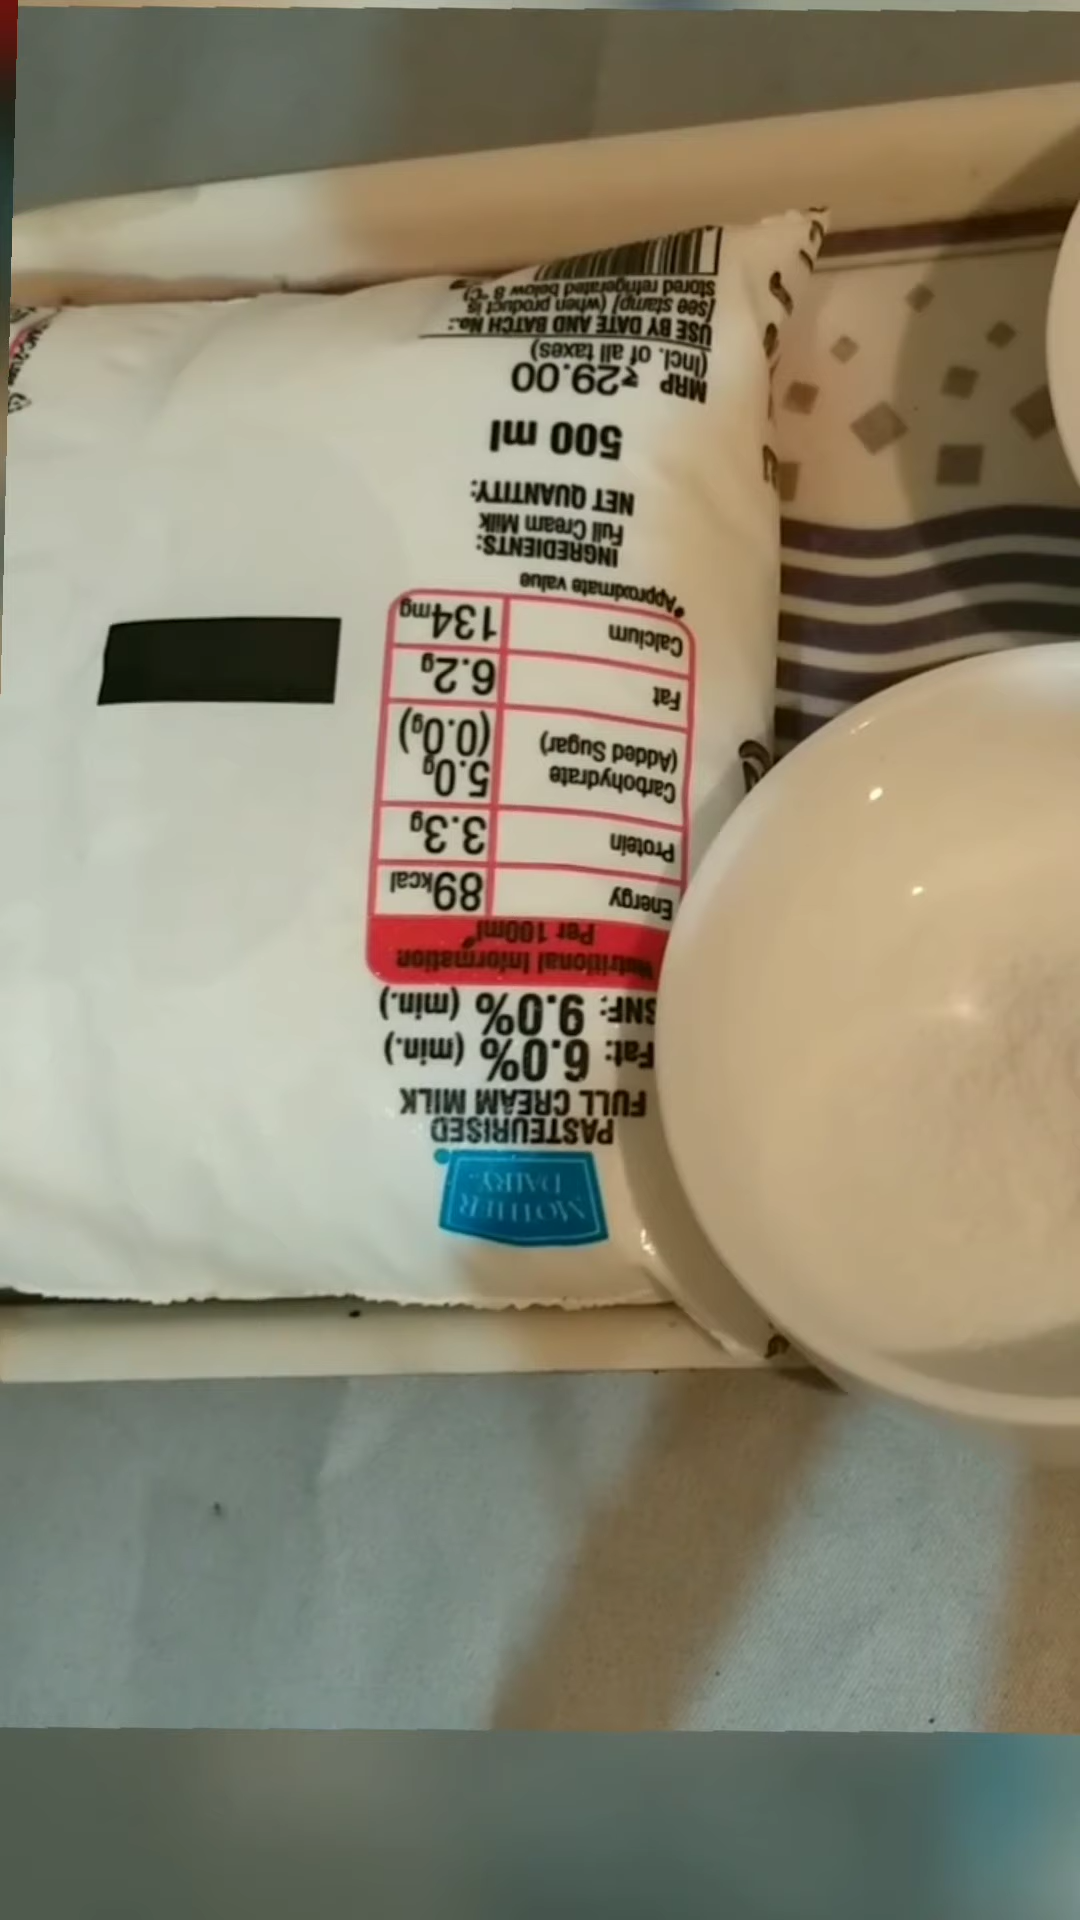 MOTHER
DAIRY
PASTEURISED
FULL CREAM MILK
Fat: 6.0% (min.)
SNF: 9.0% (min.)
Nutritional Information
Per 100ml*
Energy 89kcal
Protein 3.3g
Carbohydrate 5.0g
(Added Sugar) (0.0g)
Fat 6.2g
Calcium 134mg
*Approximate value
INGREDIENTS:
Full Cream Milk
NET QUANTITY:
500 ml
MRP ₹29.00
(Incl. of all taxes)
USE BY DATE AND BATCH No.:
[see stamp] (when product is
stored refrigerated below 8 °C)